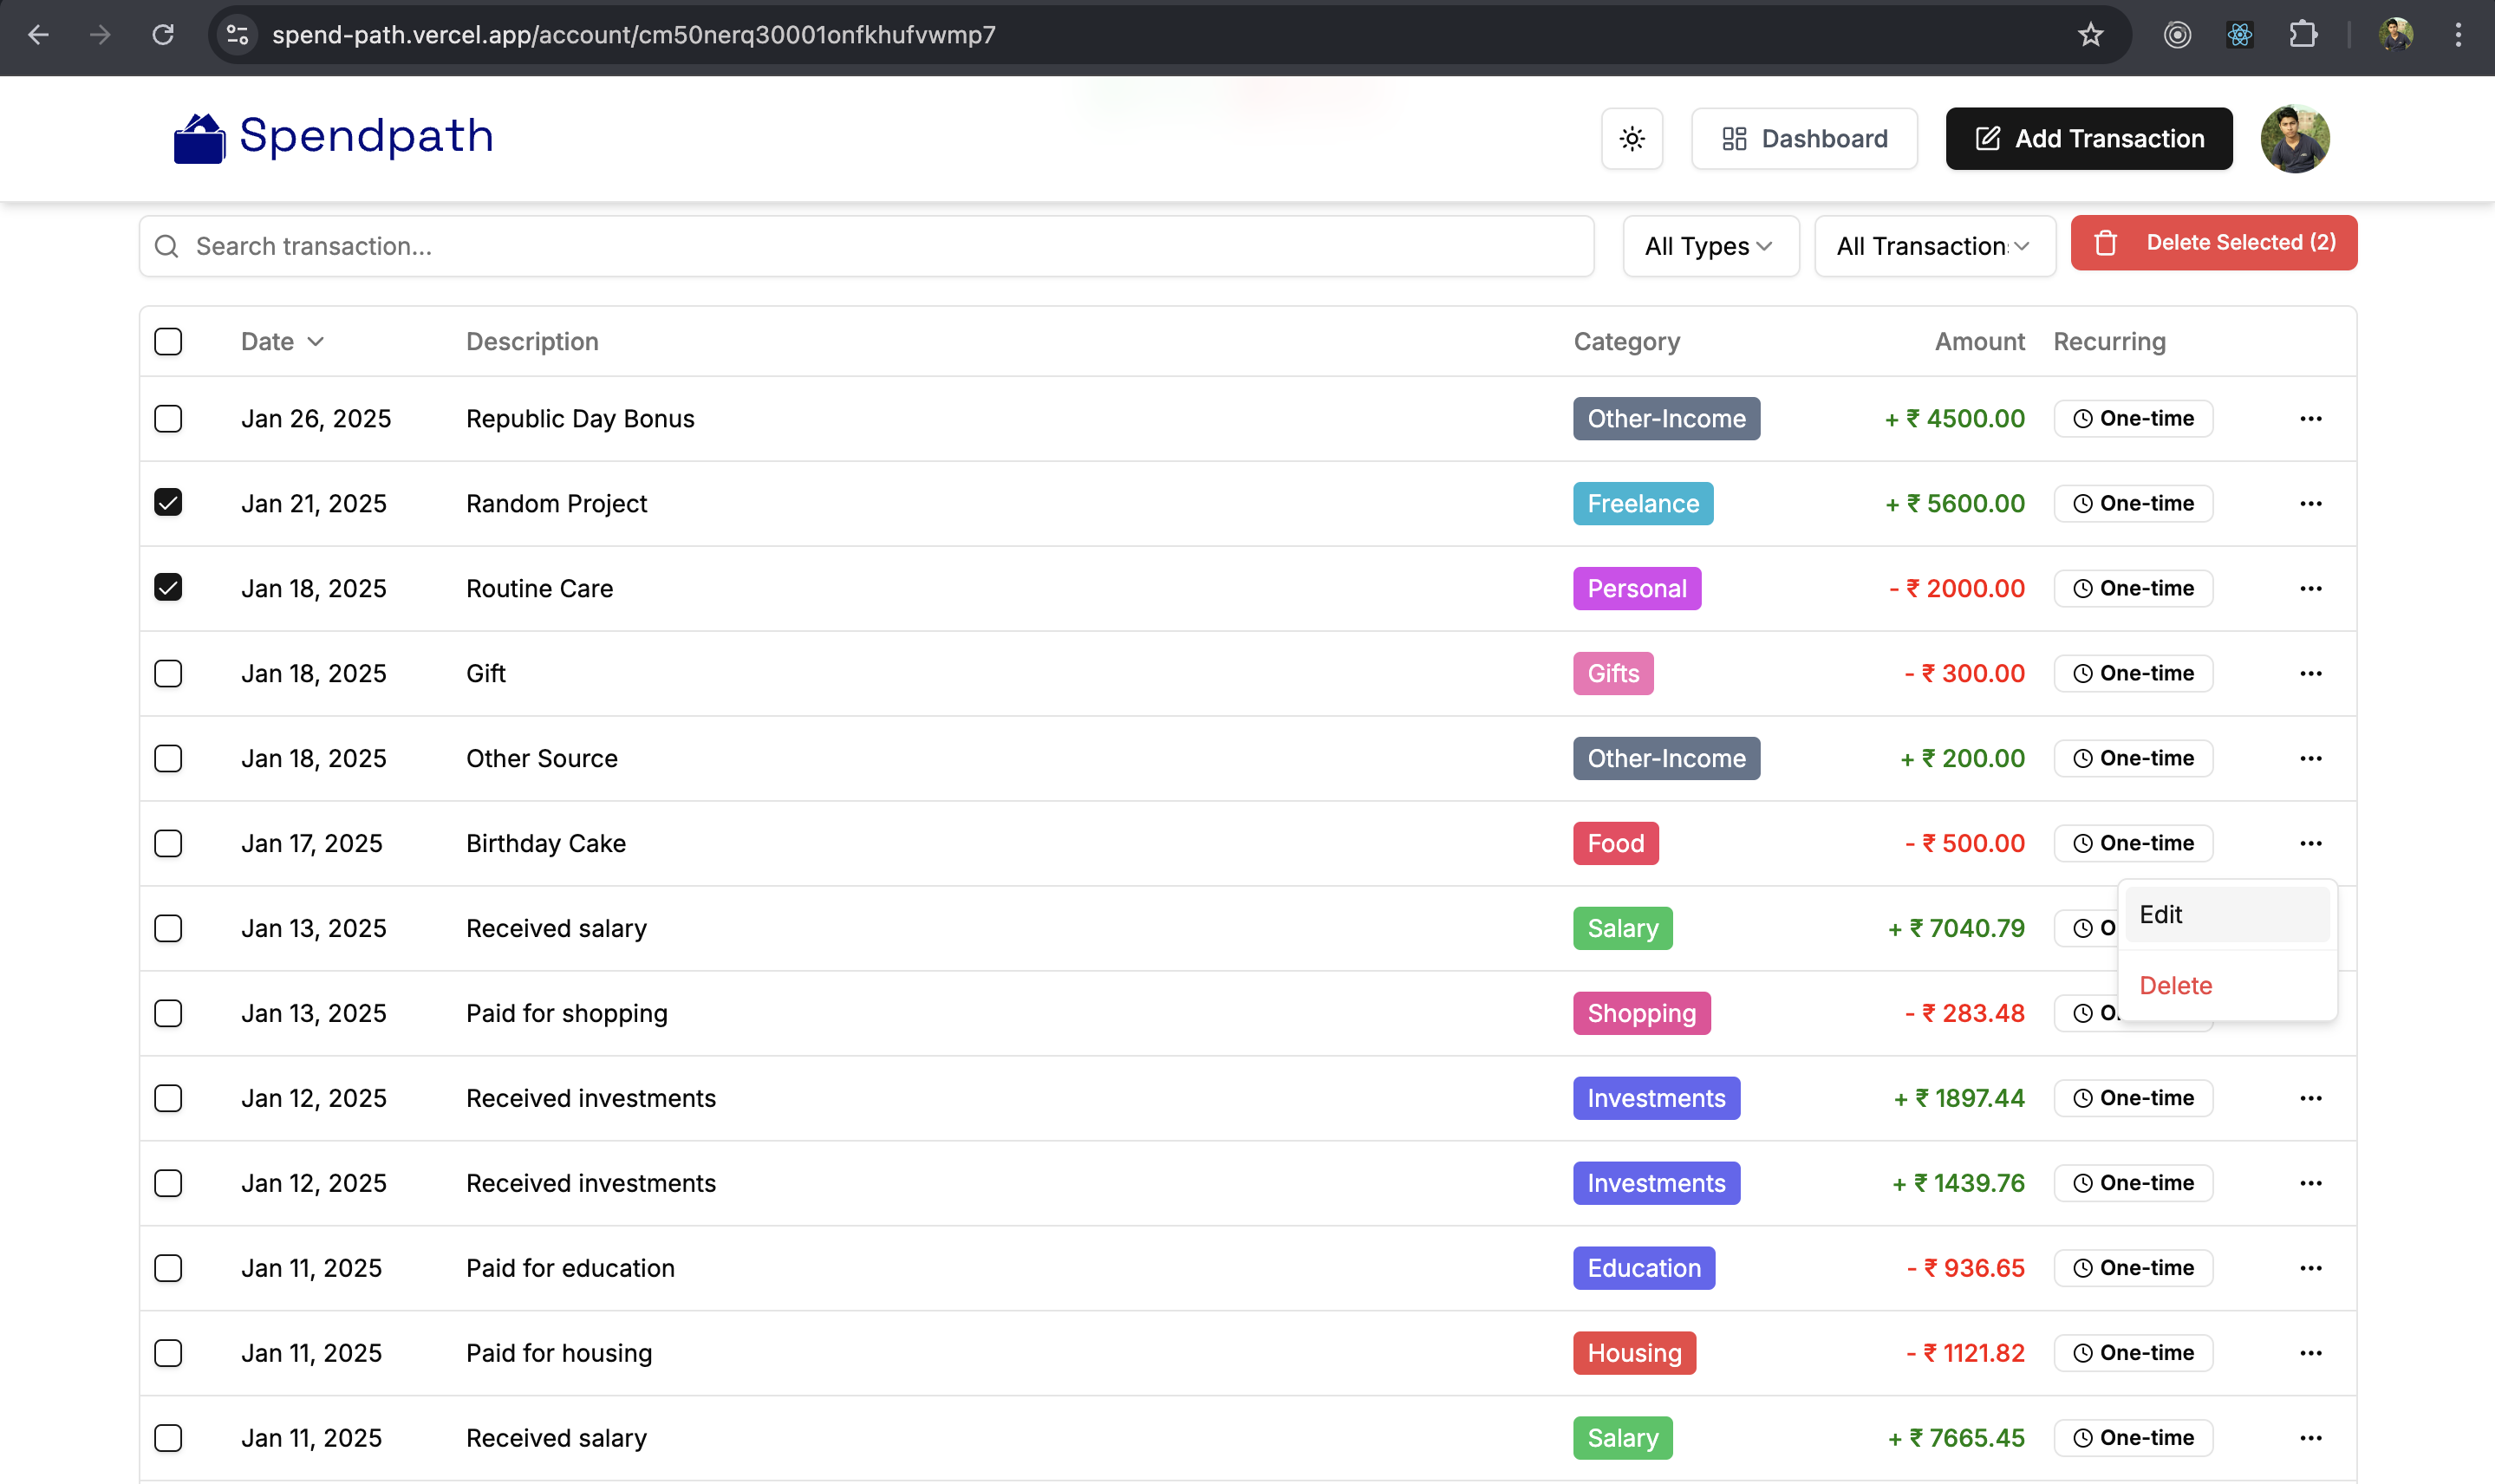 spend-path.vercel.app/account/cm50nerq30001onfkhufvwmp7
Spendpath
Dashboard
Add Transaction
Search transaction...
All Types
All Transaction
Delete Selected (2)
Date Description Category Amount Recurring
Jan 26, 2025 Republic Day Bonus Other-Income + ₹ 4500.00 One-time
Jan 21, 2025 Random Project Freelance + ₹ 5600.00 One-time
Jan 18, 2025 Routine Care Personal - ₹ 2000.00 One-time
Jan 18, 2025 Gift Gifts - ₹ 300.00 One-time
Jan 18, 2025 Other Source Other-Income + ₹ 200.00 One-time
Jan 17, 2025 Birthday Cake Food - ₹ 500.00 One-time
Jan 13, 2025 Received salary Salary + ₹ 7040.79
Edit
Delete
Jan 13, 2025 Paid for shopping Shopping - ₹ 283.48
Jan 12, 2025 Received investments Investments + ₹ 1897.44 One-time
Jan 12, 2025 Received investments Investments + ₹ 1439.76 One-time
Jan 11, 2025 Paid for education Education - ₹ 936.65 One-time
Jan 11, 2025 Paid for housing Housing - ₹ 1121.82 One-time
Jan 11, 2025 Received salary Salary + ₹ 7665.45 One-time